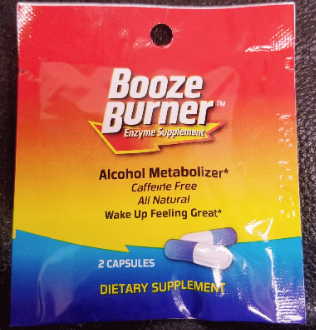 Booze
Burner™
Enzyme Supplement
Alcohol Metabolizer*
Caffeine Free
All Natural
Wake Up Feeling Great*
2 CAPSULES
DIETARY SUPPLEMENT